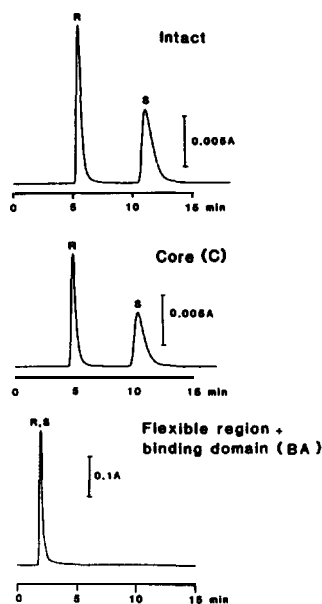 R
Intact
S
0.005A
0 5 10 15 min
R
Core (C)
S
0.005A
0 5 10 15 min
Flexible region +
binding domain (BA)
R,S
0.1A
0 5 10 15 min